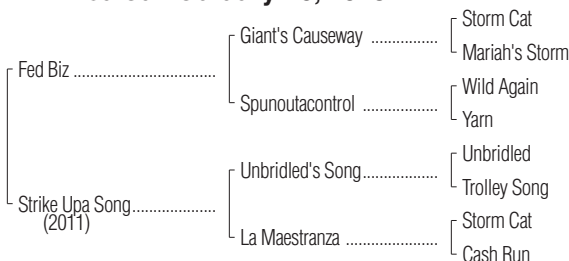 Storm Cat
Giant's Causeway ..................
Mariah's Storm
Fed Biz ................................
Wild Again
Spunoutacontrol ..................
Yarn
Unbridled
Unbridled's Song..................
Trolley Song
Strike Upa Song...................
(2011)
Storm Cat
La Maestranza .....................
Cash Run